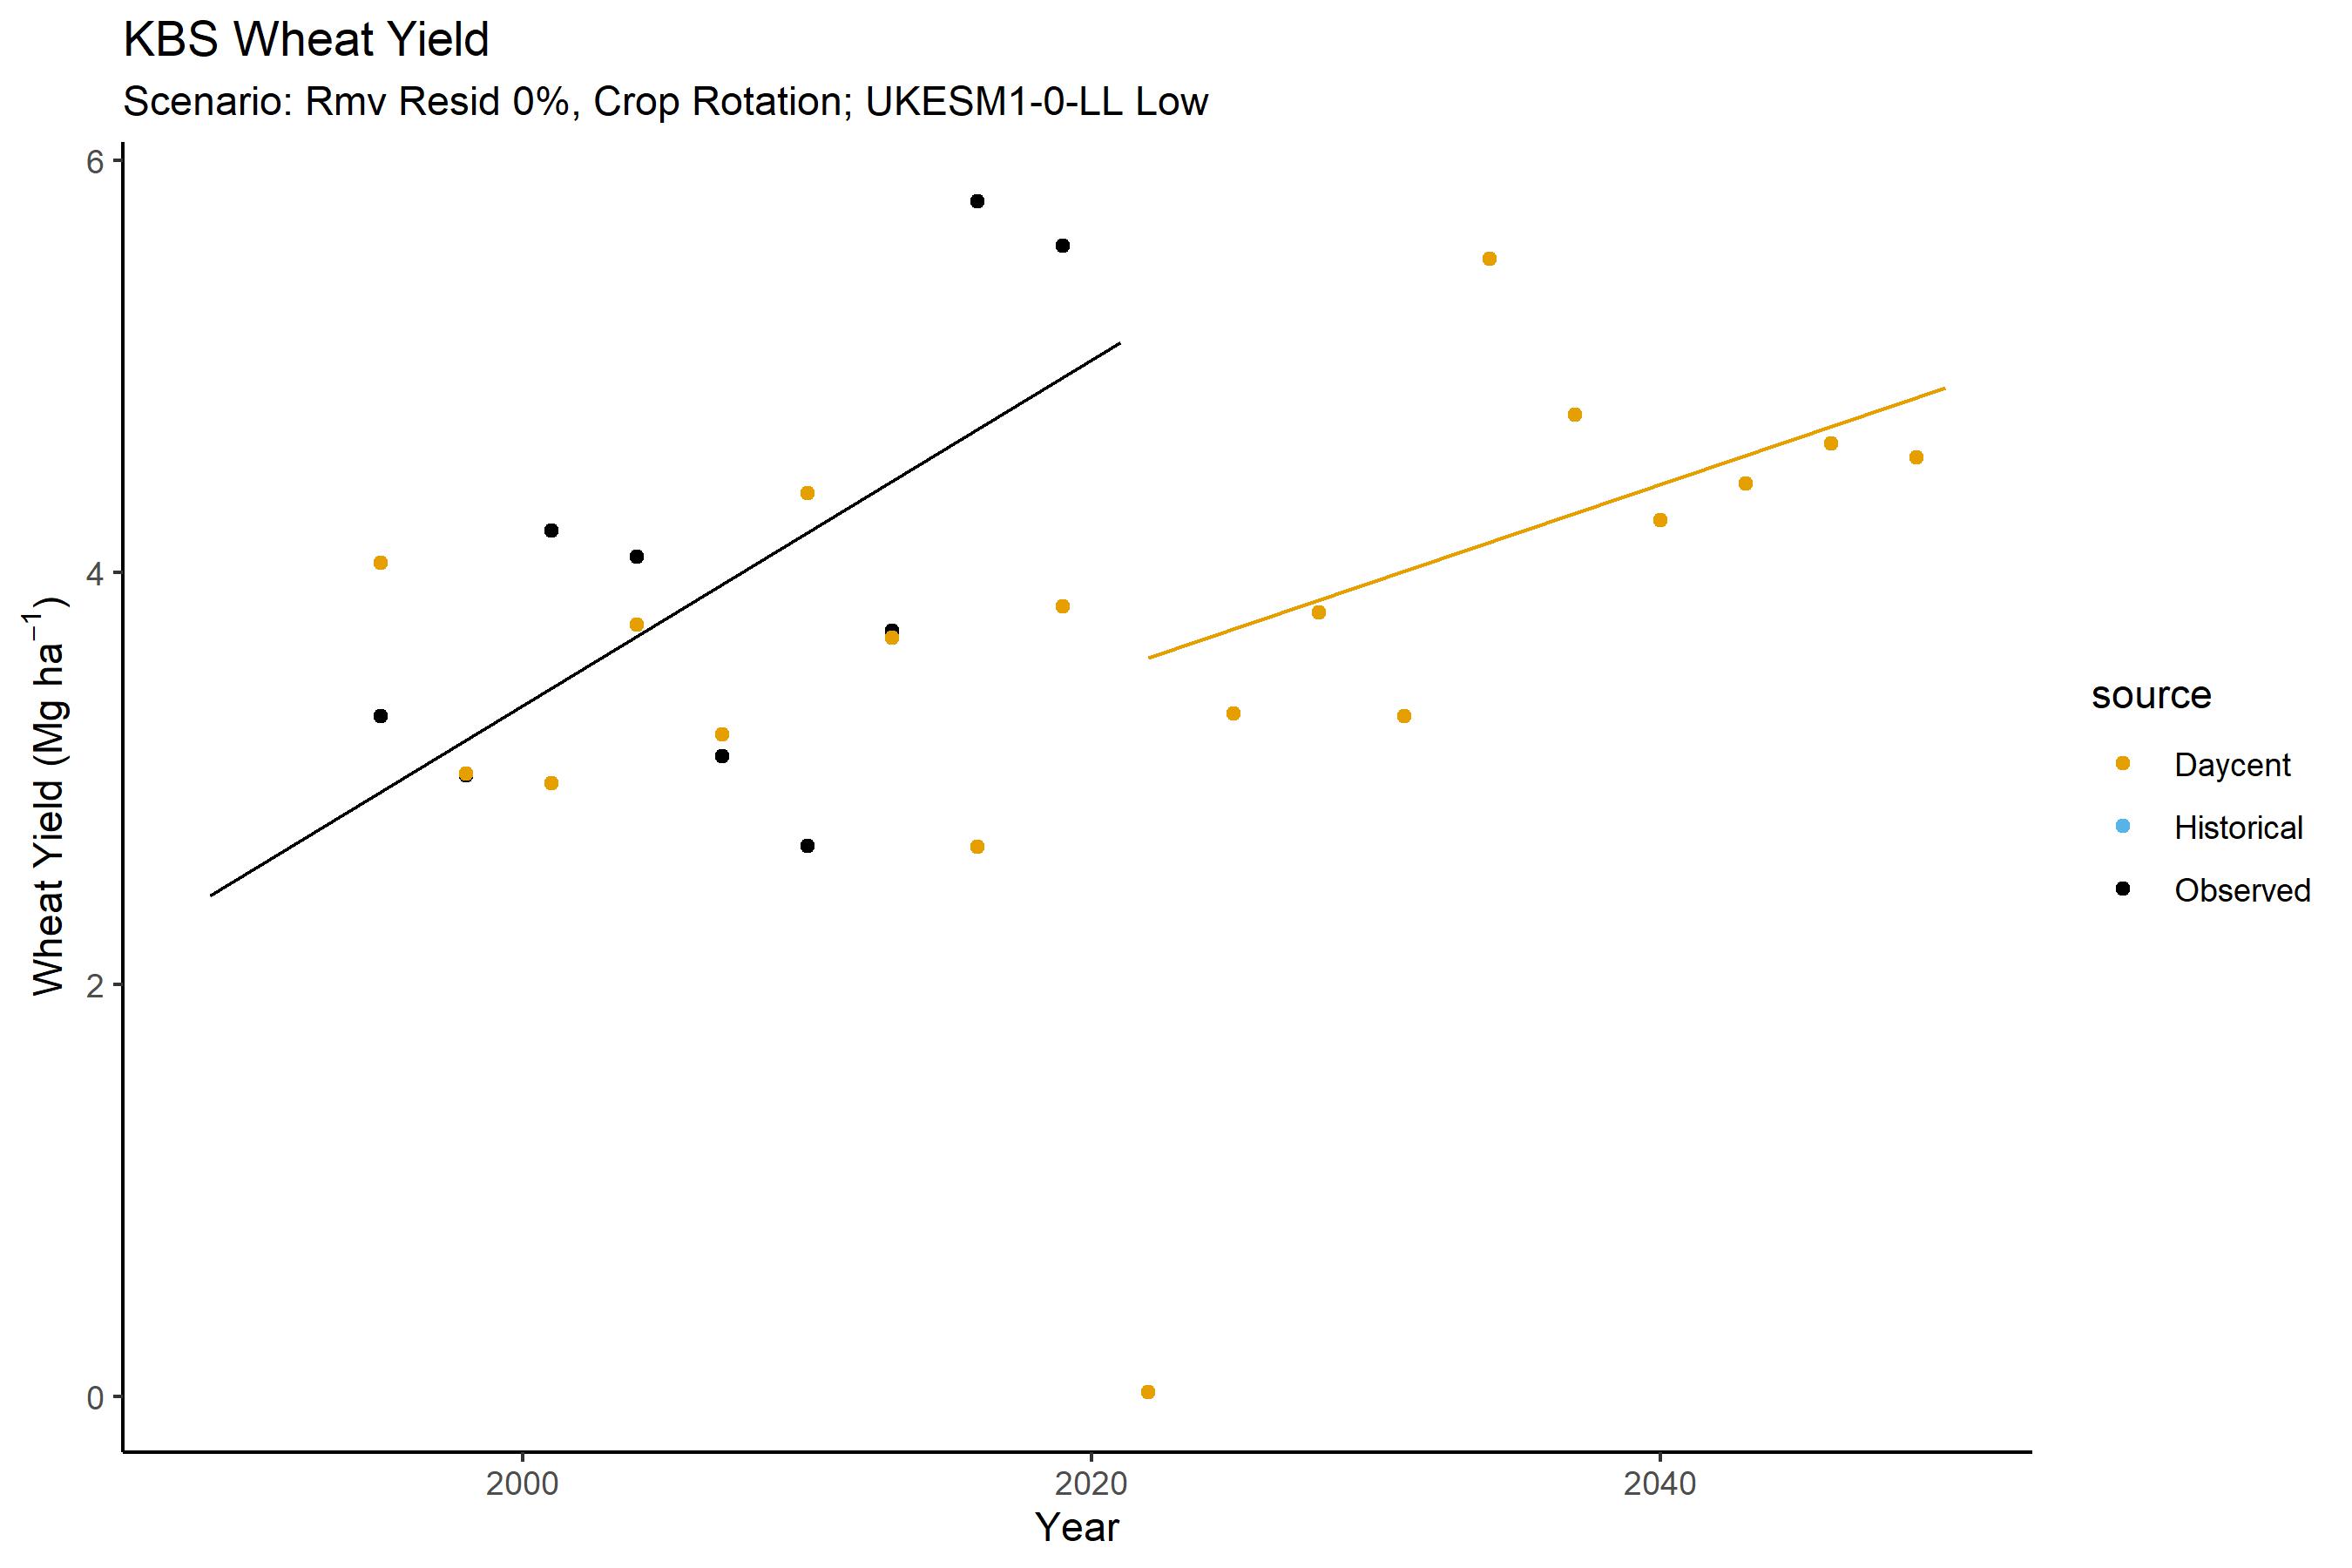 KBS Wheat Yield
Scenario: Rmv Resid 0%, Crop Rotation; UKESM1-0-LL Low
Wheat Yield (Mg ha⁻¹)
6
4
2
0
2000
2020
2040
Year
source
Daycent
Historical
Observed